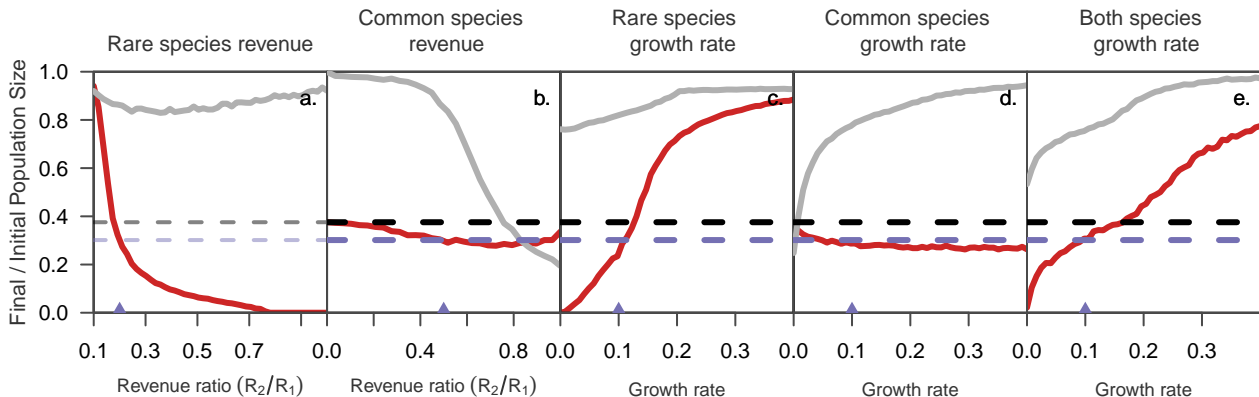 Rare species revenue
Common species
revenue
Rare species
growth rate
Common species
growth rate
Both species
growth rate
Final / Initial Population Size
1.0
0.8
0.6
0.4
0.2
0.0
a.
b.
c.
d.
e.
0.1 0.3 0.5 0.7
0.0 0.4 0.8
0.0 0.1 0.2 0.3
0.0 0.1 0.2 0.3
0.0 0.1 0.2 0.3
Revenue ratio (R₂/R₁)
Revenue ratio (R₂/R₁)
Growth rate
Growth rate
Growth rate